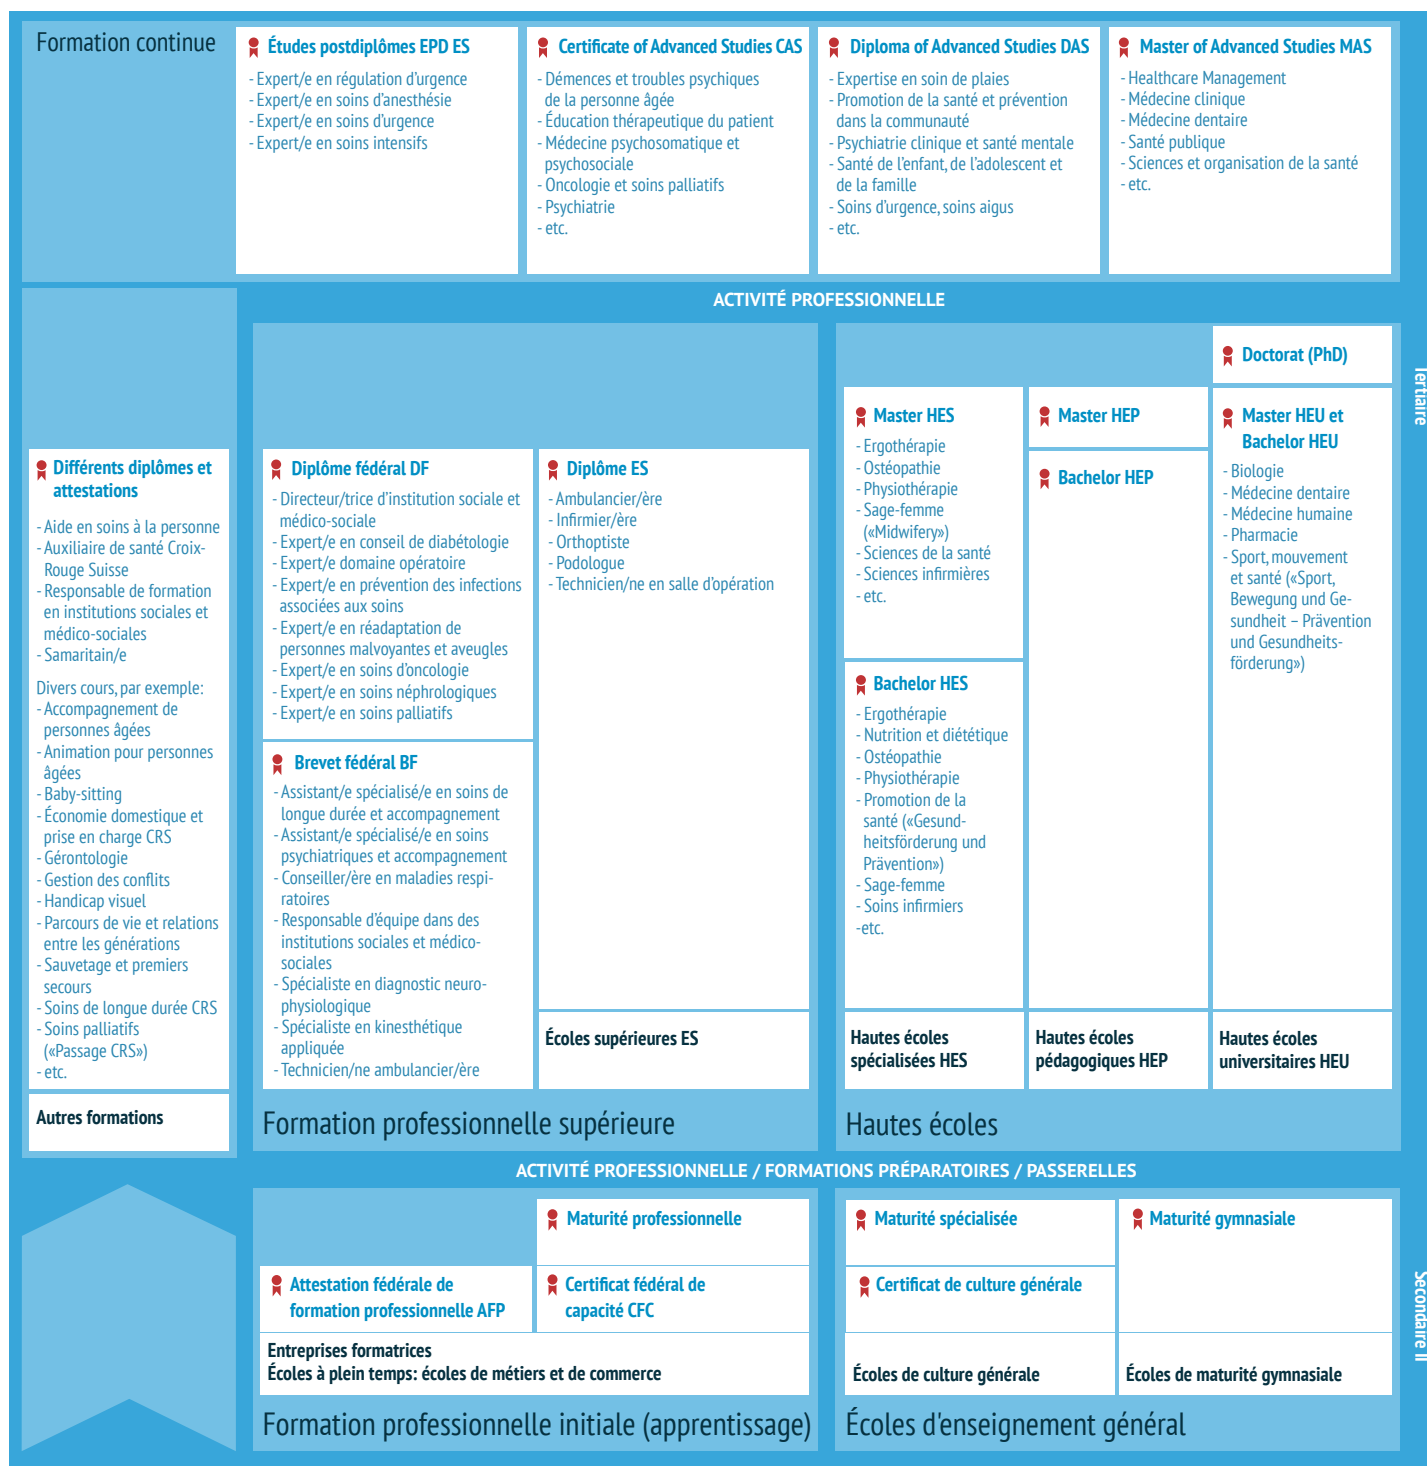 Formation continue
Études postdiplômes EPD ES
- Expert/e en régulation d'urgence
- Expert/e en soins d'anesthésie
- Expert/e en soins d'urgence
- Expert/e en soins intensifs
Certificate of Advanced Studies CAS
- Démences et troubles psychiques
de la personne âgée
- Éducation thérapeutique du patient
- Médecine psychosomatique et
psychosociale
- Oncologie et soins palliatifs
- Psychiatrie
- etc.
Diploma of Advanced Studies DAS
- Expertise en soin de plaies
- Promotion de la santé et prévention
dans la communauté
- Psychiatrie clinique et santé mentale
- Santé de l'enfant, de l'adolescent et
de la famille
- Soins d'urgence, soins aigus
- etc.
Master of Advanced Studies MAS
- Healthcare Management
- Médecine clinique
- Médecine dentaire
- Santé publique
- Sciences et organisation de la santé
- etc.
ACTIVITÉ PROFESSIONNELLE
Tertiaire
Différents diplômes et
attestations
- Aide en soins à la personne
- Auxiliaire de santé Croix-
Rouge Suisse
- Responsable de formation
en institutions sociales et
médico-sociales
- Samaritain/e
Divers cours, par exemple:
- Accompagnement de
personnes âgées
- Animation pour personnes
âgées
- Baby-sitting
- Économie domestique et
prise en charge CRS
- Gérontologie
- Gestion des conflits
- Handicap visuel
- Parcours de vie et relations
entre les générations
- Sauvetage et premiers
secours
- Soins de longue durée CRS
- Soins palliatifs
(«Passage CRS»)
- etc.
Autres formations
Diplôme fédéral DF
- Directeur/trice d'institution sociale et
médico-sociale
- Expert/e en conseil de diabétologie
- Expert/e domaine opératoire
- Expert/e en prévention des infections
associées aux soins
- Expert/e en réadaptation de
personnes malvoyantes et aveugles
- Expert/e en soins d'oncologie
- Expert/e en soins néphrologiques
- Expert/e en soins palliatifs
Brevet fédéral BF
- Assistant/e spécialisé/e en soins de
longue durée et accompagnement
- Assistant/e spécialisé/e en soins
psychiatriques et accompagnement
- Conseiller/ère en maladies respi-
ratoires
- Responsable d'équipe dans des
institutions sociales et médico-
sociales
- Spécialiste en diagnostic neuro-
physiologique
- Spécialiste en kinesthétique
appliquée
- Technicien/ne ambulancier/ère
Diplôme ES
- Ambulancier/ère
- Infirmier/ère
- Orthoptiste
- Podologue
- Technicien/ne en salle d'opération
Écoles supérieures ES
Formation professionnelle supérieure
Master HES
- Ergothérapie
- Ostéopathie
- Physiothérapie
- Sage-femme
(«Midwifery»)
- Sciences de la santé
- Sciences infirmières
- etc.
Bachelor HES
- Ergothérapie
- Nutrition et diététique
- Ostéopathie
- Physiothérapie
- Promotion de la
santé («Gesund-
heitsförderung und
Prävention»)
- Sage-femme
- Soins infirmiers
-etc.
Hautes écoles
spécialisées HES
Master HEP
Bachelor HEP
Hautes écoles
pédagogiques HEP
Doctorat (PhD)
Master HEU et
Bachelor HEU
- Biologie
- Médecine dentaire
- Médecine humaine
- Pharmacie
- Sport, mouvement
et santé («Sport,
Bewegung und Ge-
sundheit – Prävention
und Gesundheits-
förderung»)
Hautes écoles
universitaires HEU
Hautes écoles
ACTIVITÉ PROFESSIONNELLE / FORMATIONS PRÉPARATOIRES / PASSERELLES
Secondaire II
Maturité professionnelle
Attestation fédérale de
formation professionnelle AFP
Certificat fédéral de
capacité CFC
Entreprises formatrices
Écoles à plein temps: écoles de métiers et de commerce
Formation professionnelle initiale (apprentissage)
Maturité spécialisée
Certificat de culture générale
Écoles de culture générale
Maturité gymnasiale
Écoles de maturité gymnasiale
Écoles d'enseignement général